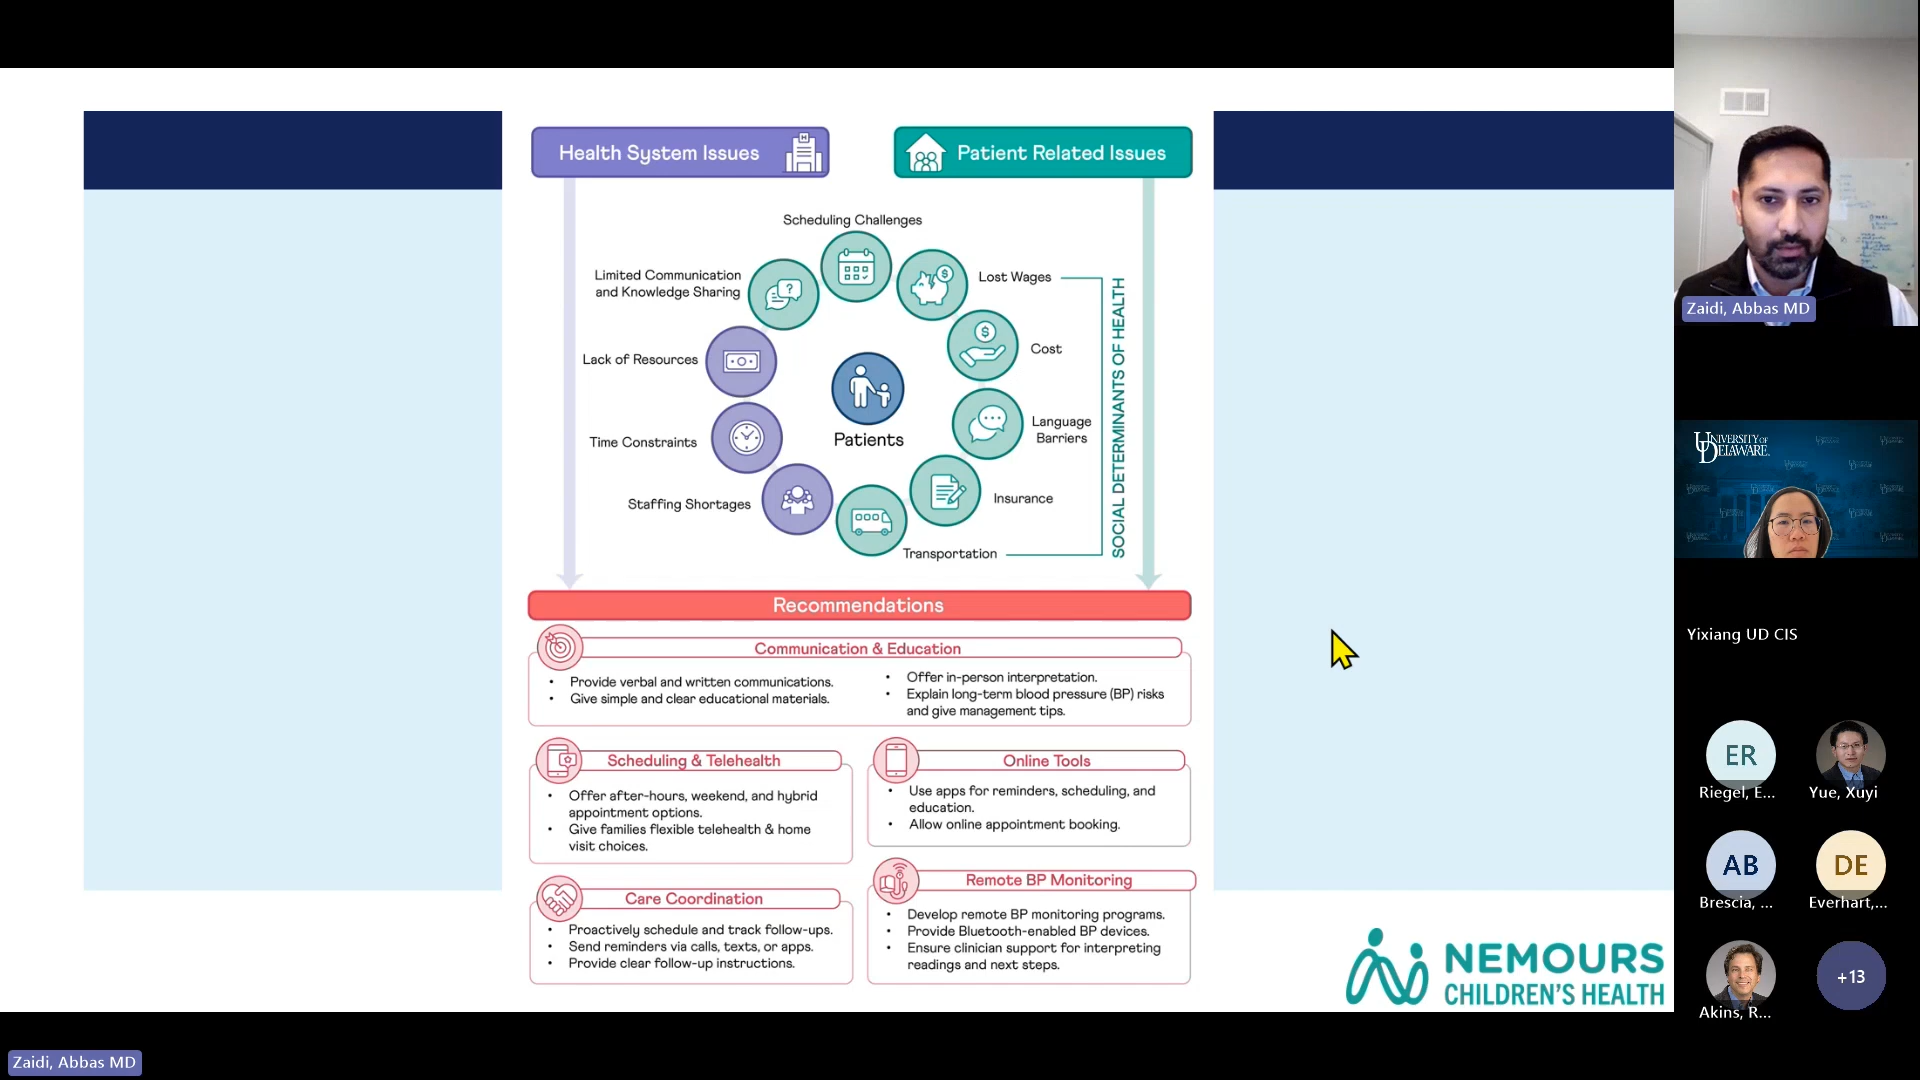 Health System Issues
Patient Related Issues
Scheduling Challenges
Limited Communication
and Knowledge Sharing
Lost Wages
Lack of Resources
Cost
Time Constraints
Patients
Language
Barriers
Staffing Shortages
Insurance
Transportation
SOCIAL DETERMINANTS OF HEALTH
Recommendations
Communication & Education
• Provide verbal and written communications.
• Give simple and clear educational materials.
• Offer in-person interpretation.
• Explain long-term blood pressure (BP) risks
and give management tips.
Scheduling & Telehealth
• Offer after-hours, weekend, and hybrid
appointment options.
• Give families flexible telehealth & home
visit choices.
Online Tools
• Use apps for reminders, scheduling, and
education.
• Allow online appointment booking.
Care Coordination
• Proactively schedule and track follow-ups.
• Send reminders via calls, texts, or apps.
• Provide clear follow-up instructions.
Remote BP Monitoring
• Develop remote BP monitoring programs.
• Provide Bluetooth-enabled BP devices.
• Ensure clinician support for interpreting
readings and next steps.
NEMOURS
CHILDREN'S HEALTH
Zaidi, Abbas MD
UNIVERSITY OF
DELAWARE
Yixiang UD CIS
ER
Riegel, E...
Yue, Xuyi
AB
Brescia, ...
DE
Everhart,...
Akins, R...
+13
Zaidi, Abbas MD